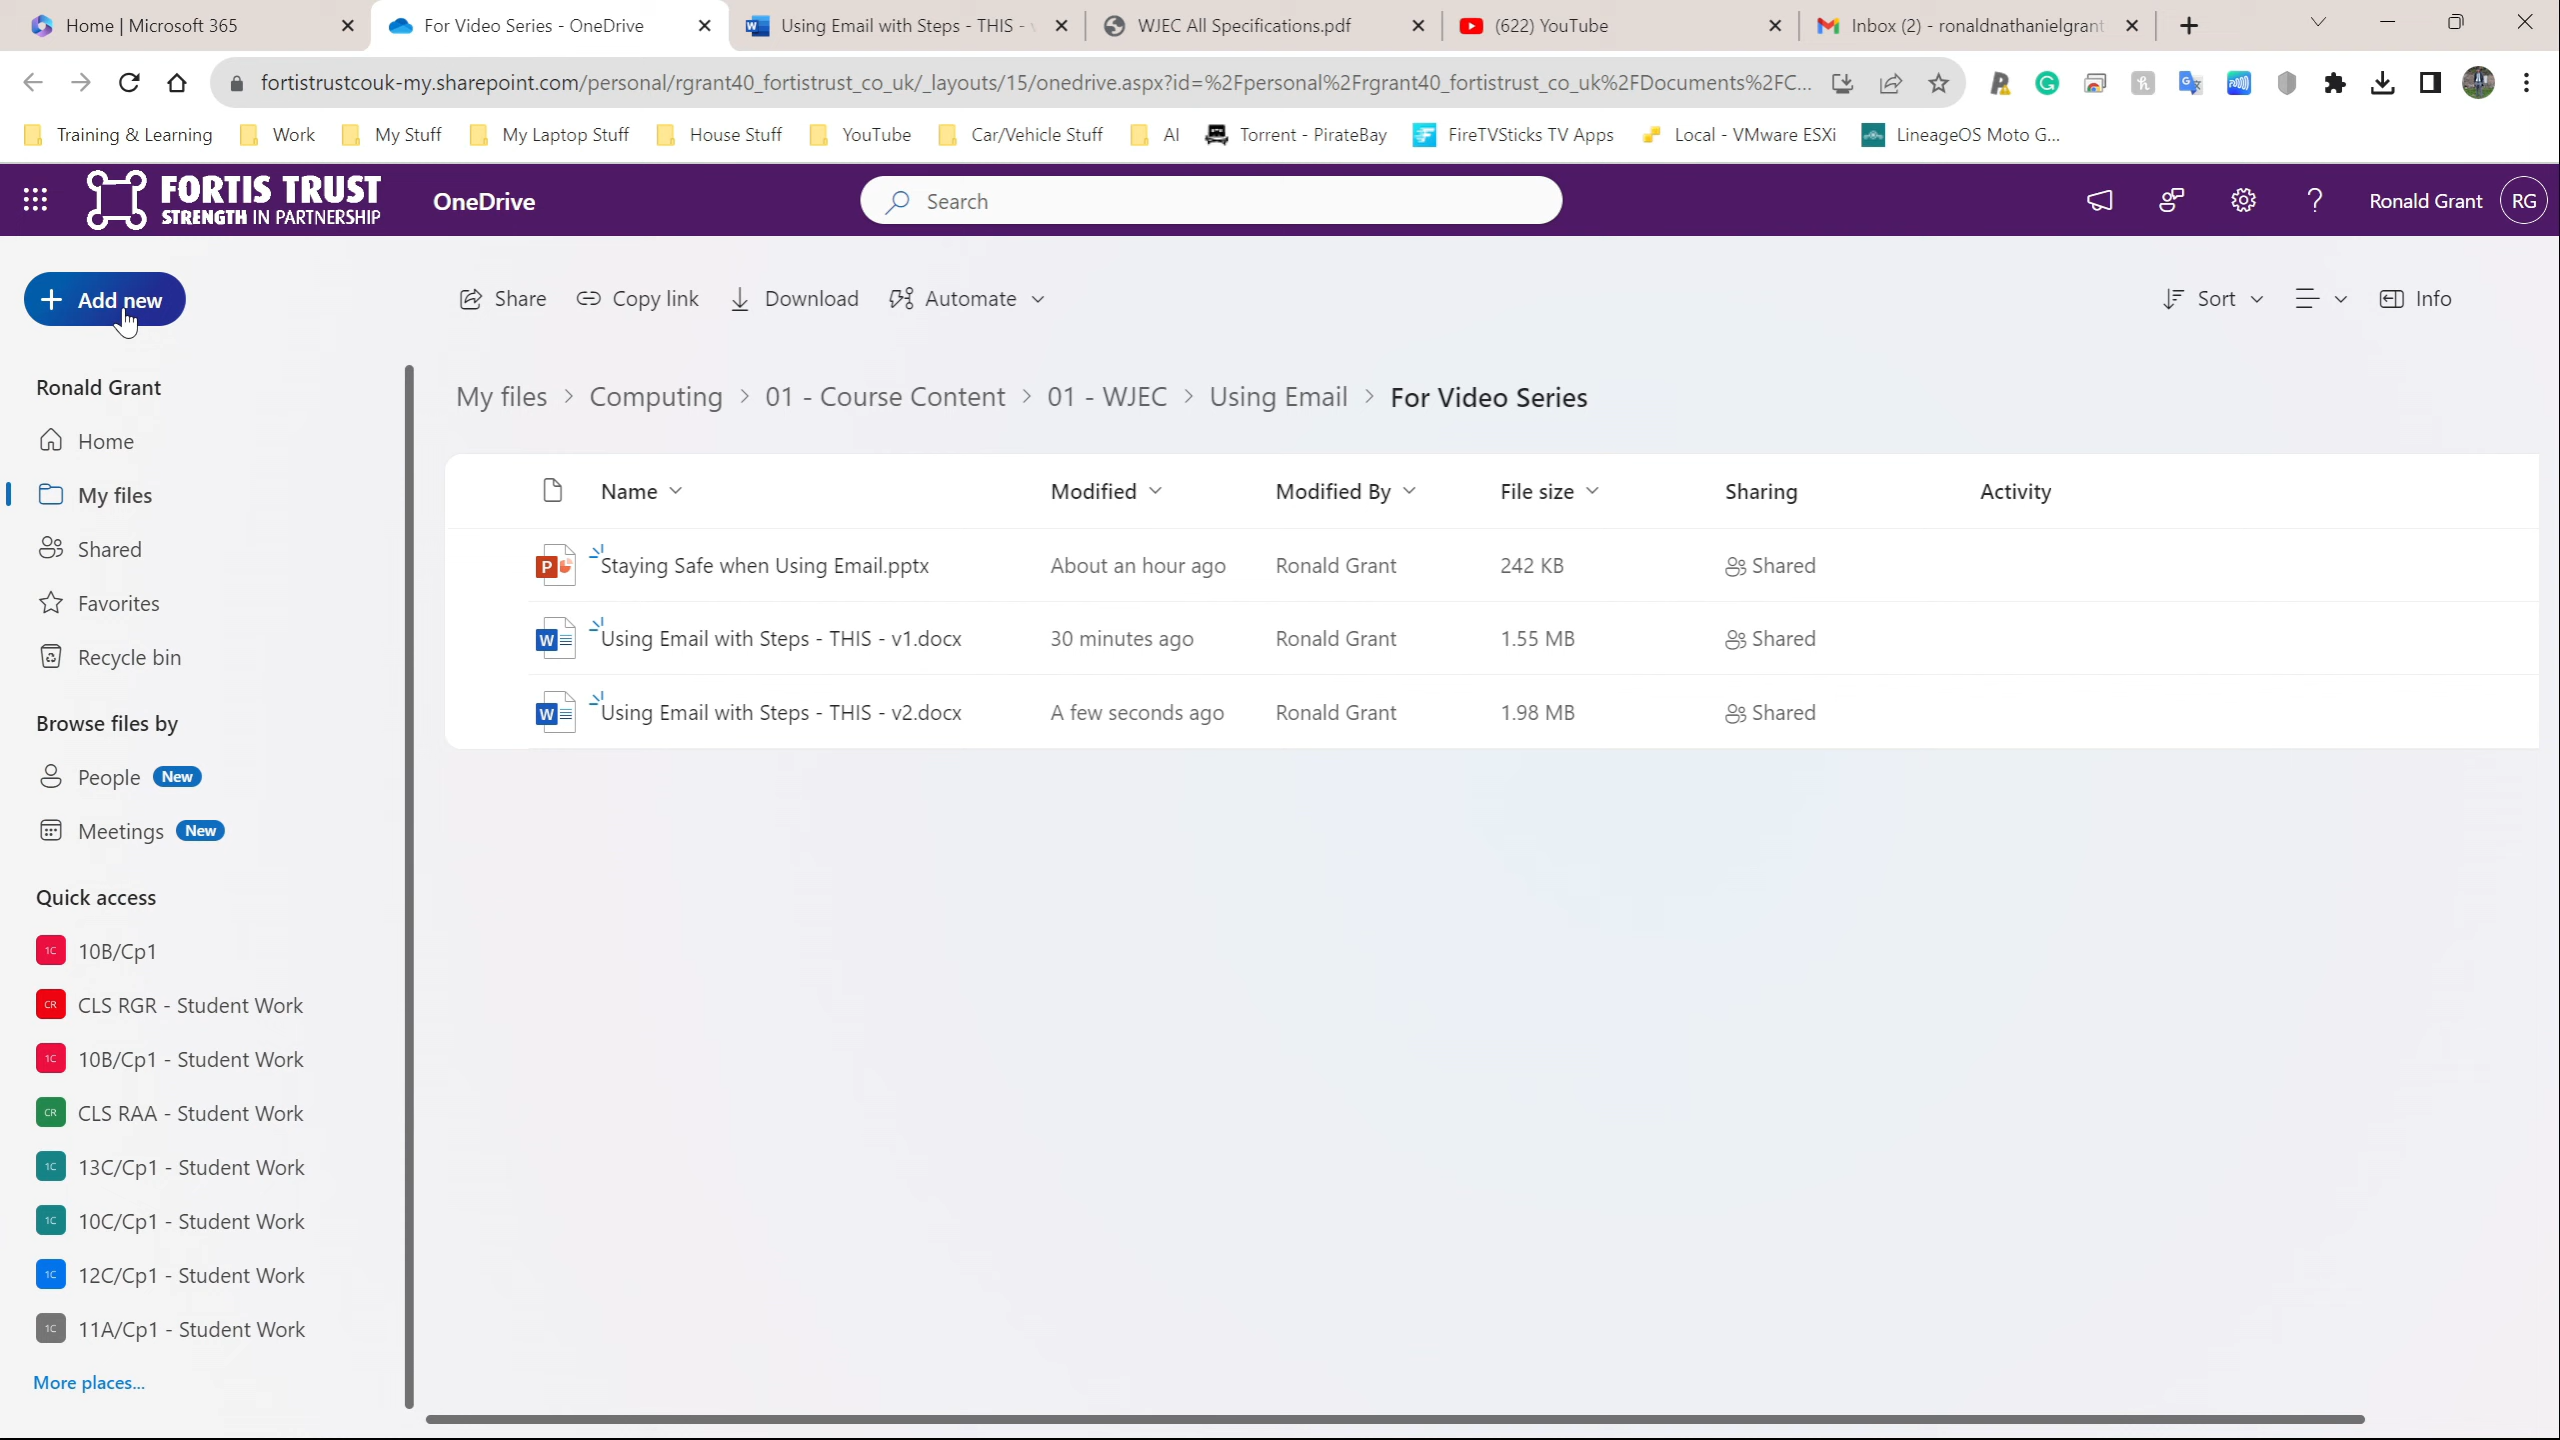 Home | Microsoft 365
For Video Series - OneDrive
Using Email with Steps - THIS -
WJEC All Specifications.pdf
(622) YouTube
Inbox (2) - ronaldnathanielgrant
fortistrustcouk-my.sharepoint.com/personal/rgrant40_fortistrust_co_uk/_layouts/15/onedrive.aspx?id=%2Fpersonal%2Frgrant40_fortistrust_co_uk%2FDocuments%2FC...
Training & Learning
Work
My Stuff
My Laptop Stuff
House Stuff
YouTube
Car/Vehicle Stuff
AI
Torrent - PirateBay
FireTVSticks TV Apps
Local - VMware ESXi
LineageOS Moto G...
FORTIS TRUST
STRENGTH IN PARTNERSHIP
OneDrive
Search
Ronald Grant
RG
Add new
Share
Copy link
Download
Automate
Sort
Info
Ronald Grant
Home
My files
Shared
Favorites
Recycle bin
Browse files by
People New
Meetings New
Quick access
1C 10B/Cp1
CR CLS RGR - Student Work
1C 10B/Cp1 - Student Work
CR CLS RAA - Student Work
1C 13C/Cp1 - Student Work
1C 10C/Cp1 - Student Work
1C 12C/Cp1 - Student Work
1C 11A/Cp1 - Student Work
More places...
My files > Computing > 01 - Course Content > 01 - WJEC > Using Email > For Video Series
Name Modified Modified By File size Sharing Activity
Staying Safe when Using Email.pptx About an hour ago Ronald Grant 242 KB Shared
Using Email with Steps - THIS - v1.docx 30 minutes ago Ronald Grant 1.55 MB Shared
Using Email with Steps - THIS - v2.docx A few seconds ago Ronald Grant 1.98 MB Shared